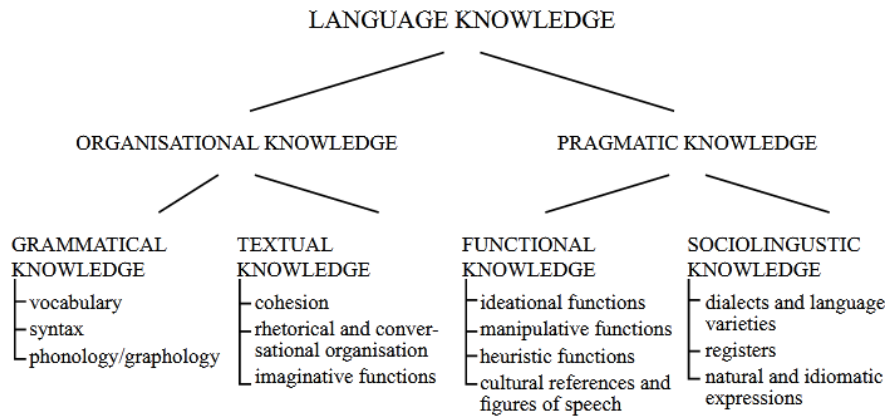 LANGUAGE KNOWLEDGE
ORGANISATIONAL KNOWLEDGE
PRAGMATIC KNOWLEDGE
GRAMMATICAL
KNOWLEDGE
vocabulary
syntax
phonology/graphology
TEXTUAL
KNOWLEDGE
cohesion
rhetorical and conver-
sational organisation
imaginative functions
FUNCTIONAL
KNOWLEDGE
ideational functions
manipulative functions
heuristic functions
cultural references and
figures of speech
SOCIOLINGUSTIC
KNOWLEDGE
dialects and language
varieties
registers
natural and idiomatic
expressions